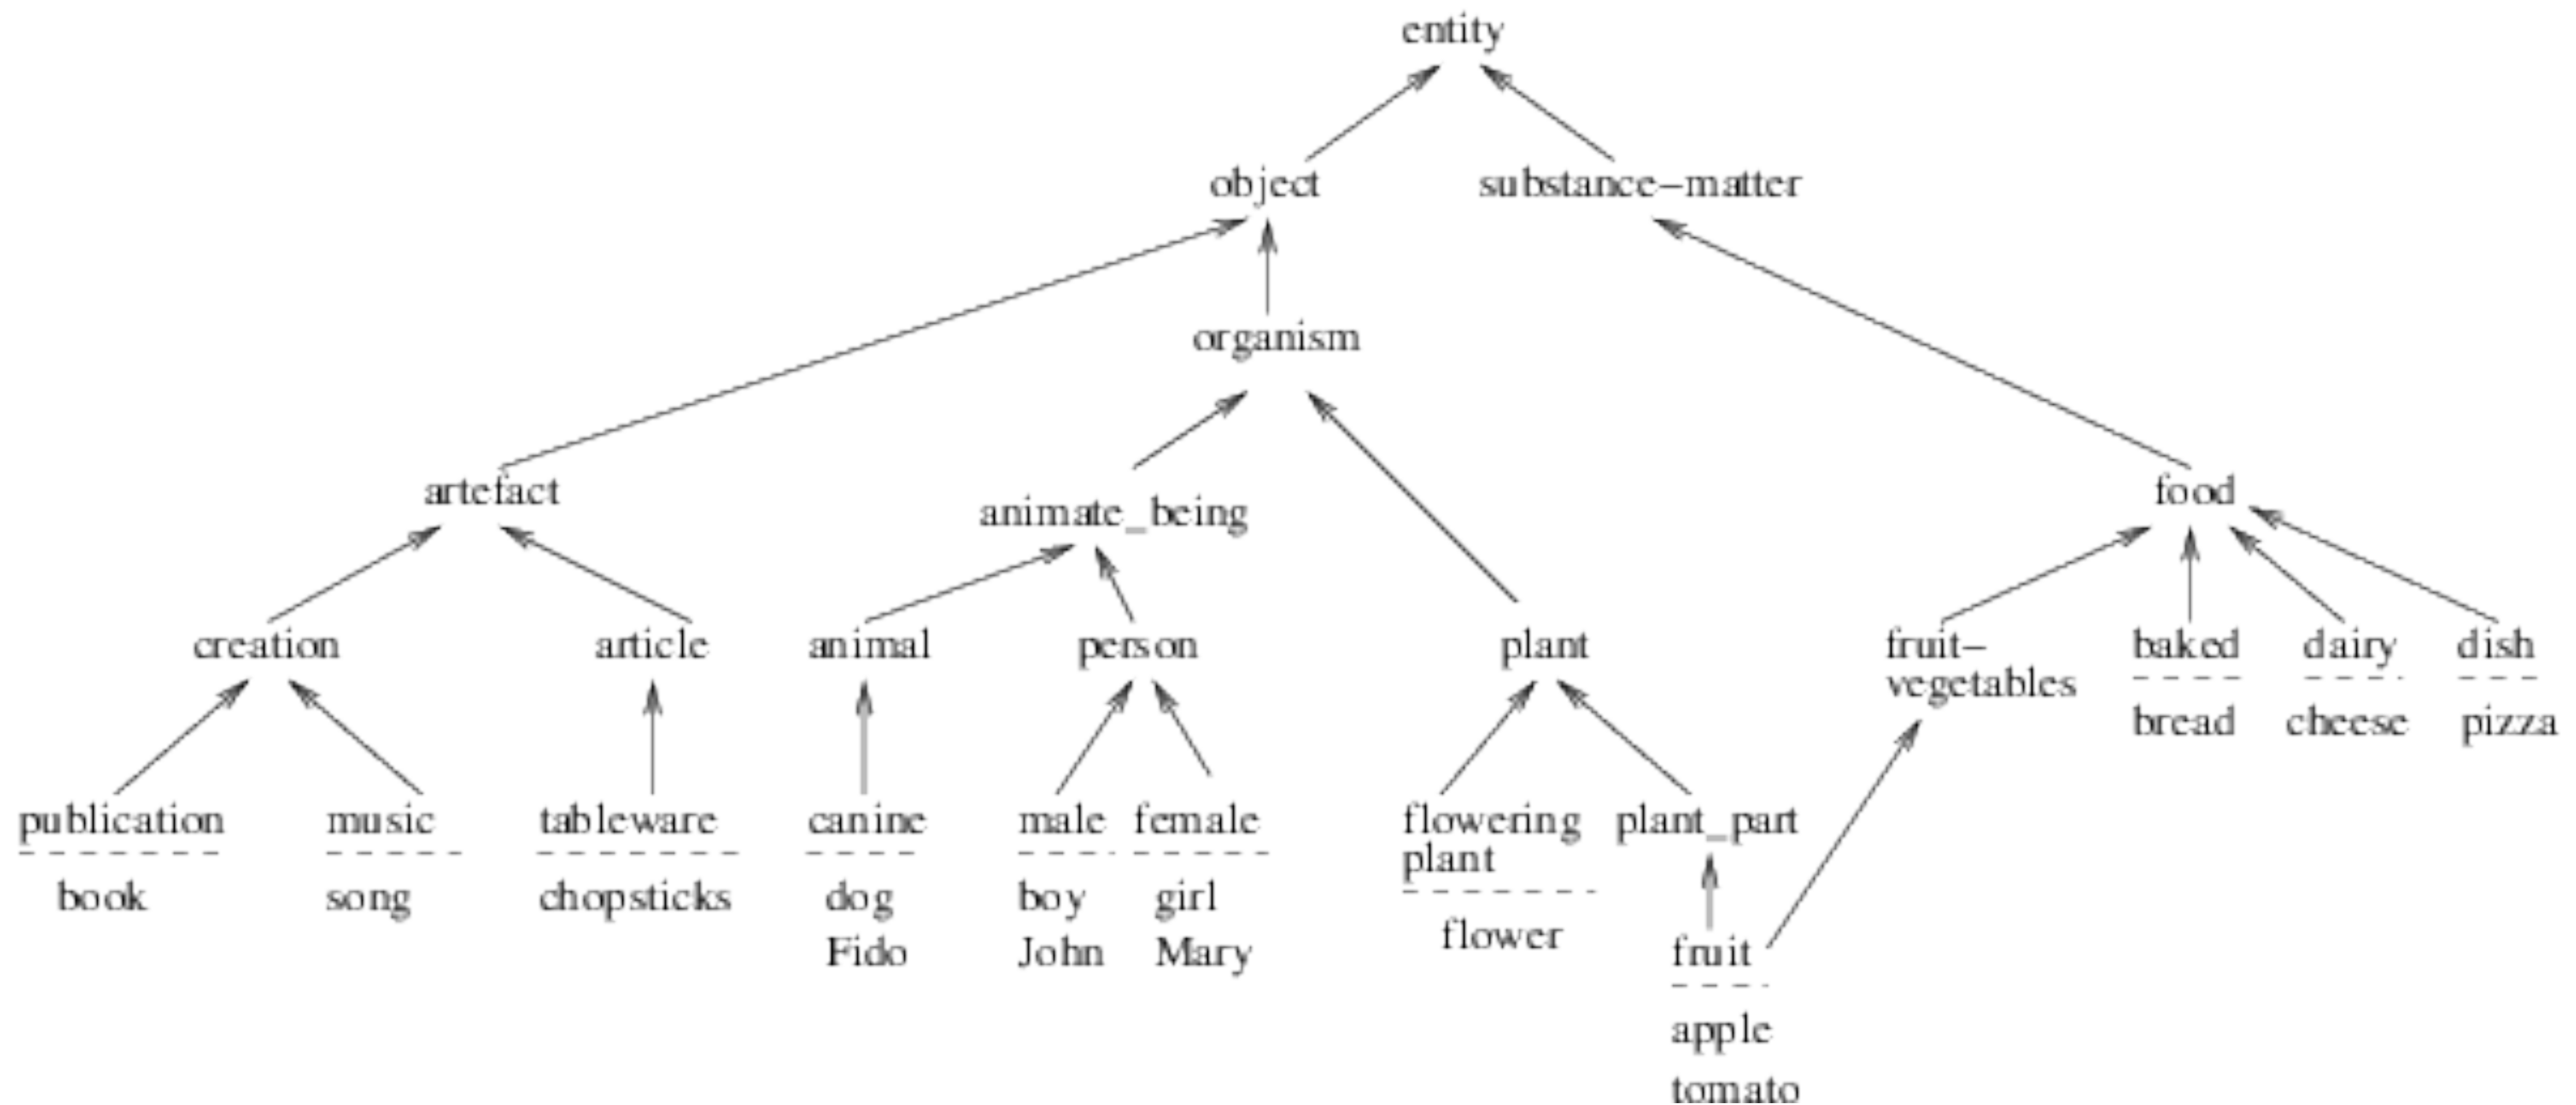 entity
object substance-matter
organism
artefact animate_being food
creation article animal person plant fruit- baked dairy dish
vegetables
bread cheese pizza
publication music tableware canine male female flowering plant_part
plant
book song chopsticks dog boy girl
flower
Fido John Mary fruit
apple
tomato